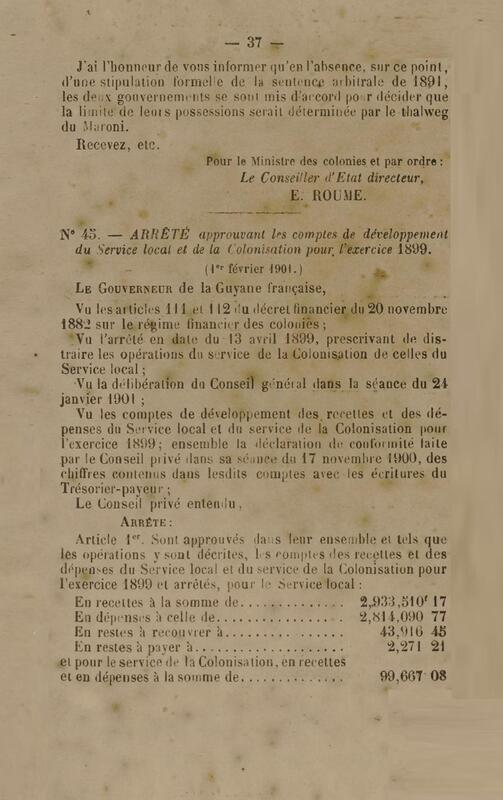 — 37 —
J'ai l'honneur de vous informer qu'en l'absence, sur ce point,
d'une stipulation formelle de la sentence arbitrale de 1891,
les deux gouvernements se sont mis d'accord pour décider que
la limite de leurs possessions serait déterminée par le thalweg
du Maroni.
Recevez, etc.
Pour le Ministre des colonies et par ordre :
Le Conseiller d'Etat directeur,
E. ROUME.
N° 45. — ARRÊTÉ approuvant les comptes de développement
du Service local et de la Colonisation pour l'exercice 1899.
(1er février 1901.)
LE GOUVERNEUR de la Guyane française,
Vu les articles 111 et 112 du décret financier du 20 novembre
1882 sur le régime financier des colonies ;
Vu l'arrêté en date du 13 avril 1899, prescrivant de dis-
traire les opérations du service de la Colonisation de celles du
Service local ;
Vu la délibération du Conseil général dans la séance du 24
janvier 1901 ;
Vu les comptes de développement des recettes et des dé-
penses du Service local et du service de la Colonisation pour
l'exercice 1899 ; ensemble la déclaration de conformité faite
par le Conseil privé dans sa séance du 17 novembre 1900, des
chiffres contenus dans lesdits comptes avec les écritures du
Trésorier-payeur ;
Le Conseil privé entendu,
ARRÊTE :
Article 1er. Sont approuvés dans leur ensemble et tels que
les opérations y sont décrites, les comptes des recettes et des
dépenses du Service local et du service de la Colonisation pour
l'exercice 1899 et arrêtés, pour le Service local :
En recettes à la somme de.............. 2,933,510f 17
En dépenses à celle de................. 2,814,090 77
En restes à recouvrer à................ 43,916 45
En restes à payer à.................... 2,271 21
et pour le service de la Colonisation, en recettes
et en dépenses à la somme de.............. 99,667 08